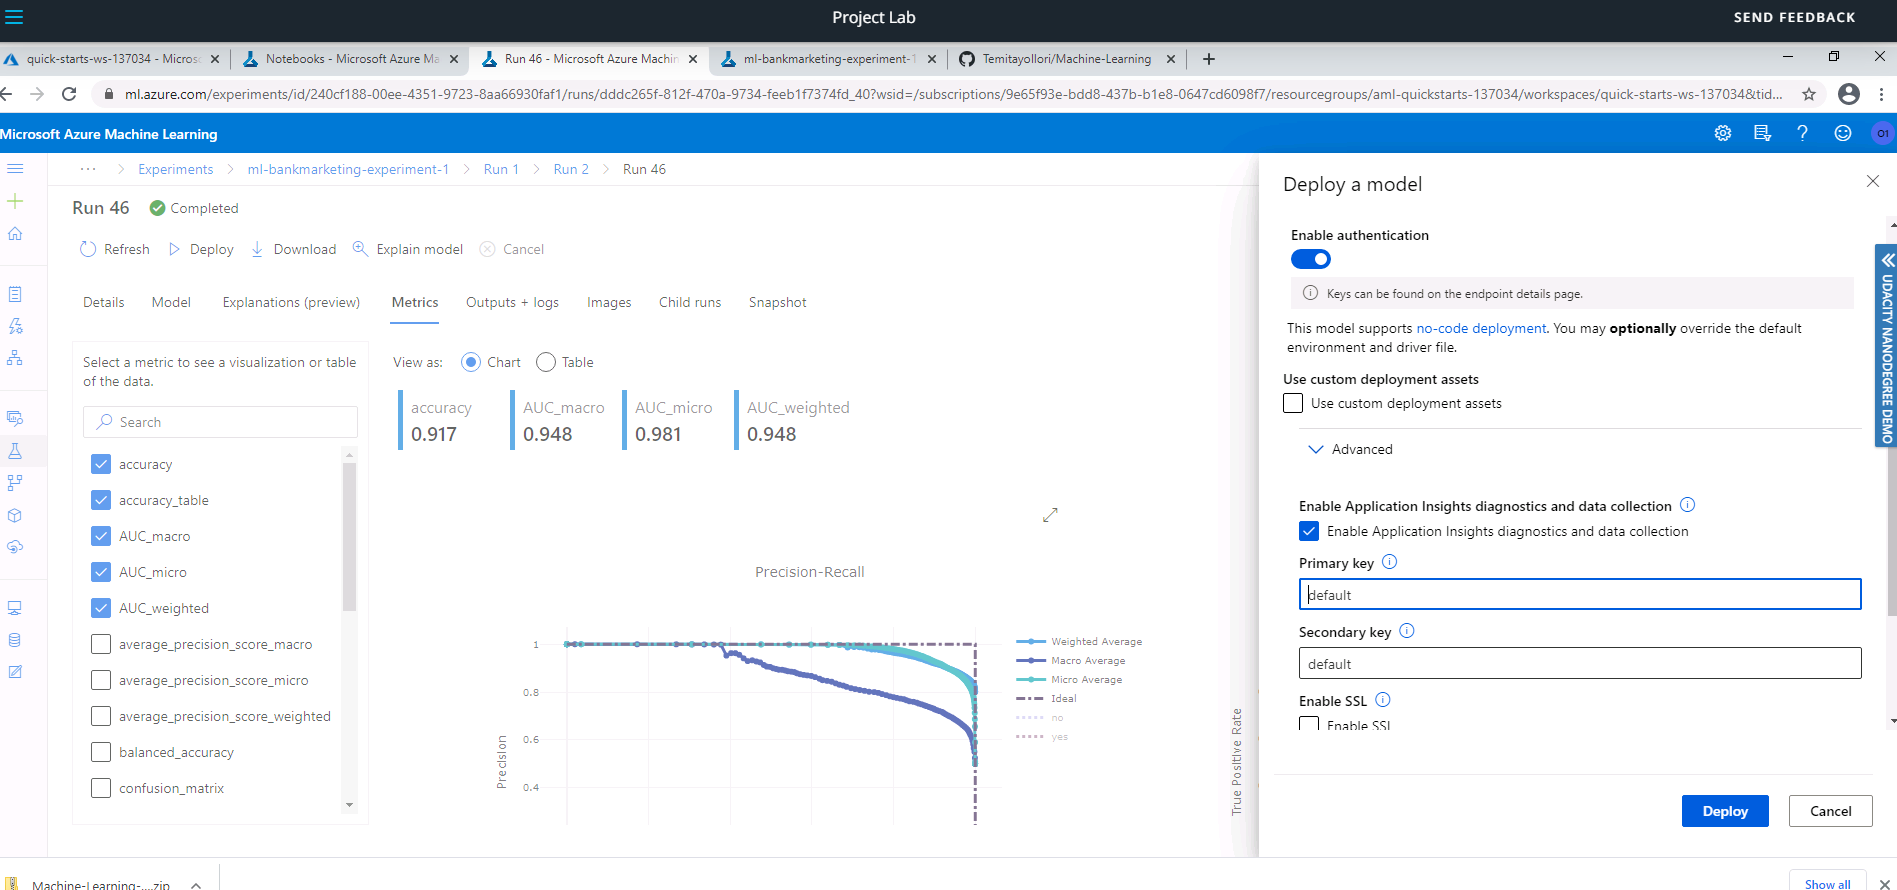 Project Lab
SEND FEEDBACK
quick-starts-ws-137034 - Micros
Notebooks - Microsoft Azure Ma
Run 46 - Microsoft Azure Machin
ml-bankmarketing-experiment-1
TemitayoIlori/Machine-Learning
ml.azure.com/experiments/id/240cf188-00ee-4351-9723-8aa66930faf1/runs/dddc265f-812f-470a-9734-feeb1f7374fd_40?wsid=/subscriptions/9e65f93e-bdd8-437b-b1e8-0647cd6098f7/resourcegroups/aml-quickstarts-137034/workspaces/quick-starts-ws-137034&tid...
Microsoft Azure Machine Learning
O1
... > Experiments > ml-bankmarketing-experiment-1 > Run 1 > Run 2 > Run 46
Run 46 Completed
Refresh Deploy Download Explain model Cancel
Details Model Explanations (preview) Metrics Outputs + logs Images Child runs Snapshot
Select a metric to see a visualization or table
of the data.
Search
accuracy
accuracy_table
AUC_macro
AUC_micro
AUC_weighted
average_precision_score_macro
average_precision_score_micro
average_precision_score_weighted
balanced_accuracy
confusion_matrix
View as: Chart Table
accuracy
0.917
AUC_macro
0.948
AUC_micro
0.981
AUC_weighted
0.948
Precision-Recall
Precision
1
0.8
0.6
0.4
Weighted Average
Macro Average
Micro Average
Ideal
no
yes
True Positive Rate
Deploy a model
Enable authentication
Keys can be found on the endpoint details page.
This model supports no-code deployment. You may optionally override the default
environment and driver file.
Use custom deployment assets
Use custom deployment assets
Advanced
Enable Application Insights diagnostics and data collection
Enable Application Insights diagnostics and data collection
Primary key
default
Secondary key
default
Enable SSL
Enable SSL
Deploy
Cancel
UDACITY NANODEGREE DEMO
Machine-Learning-....zip
Show all